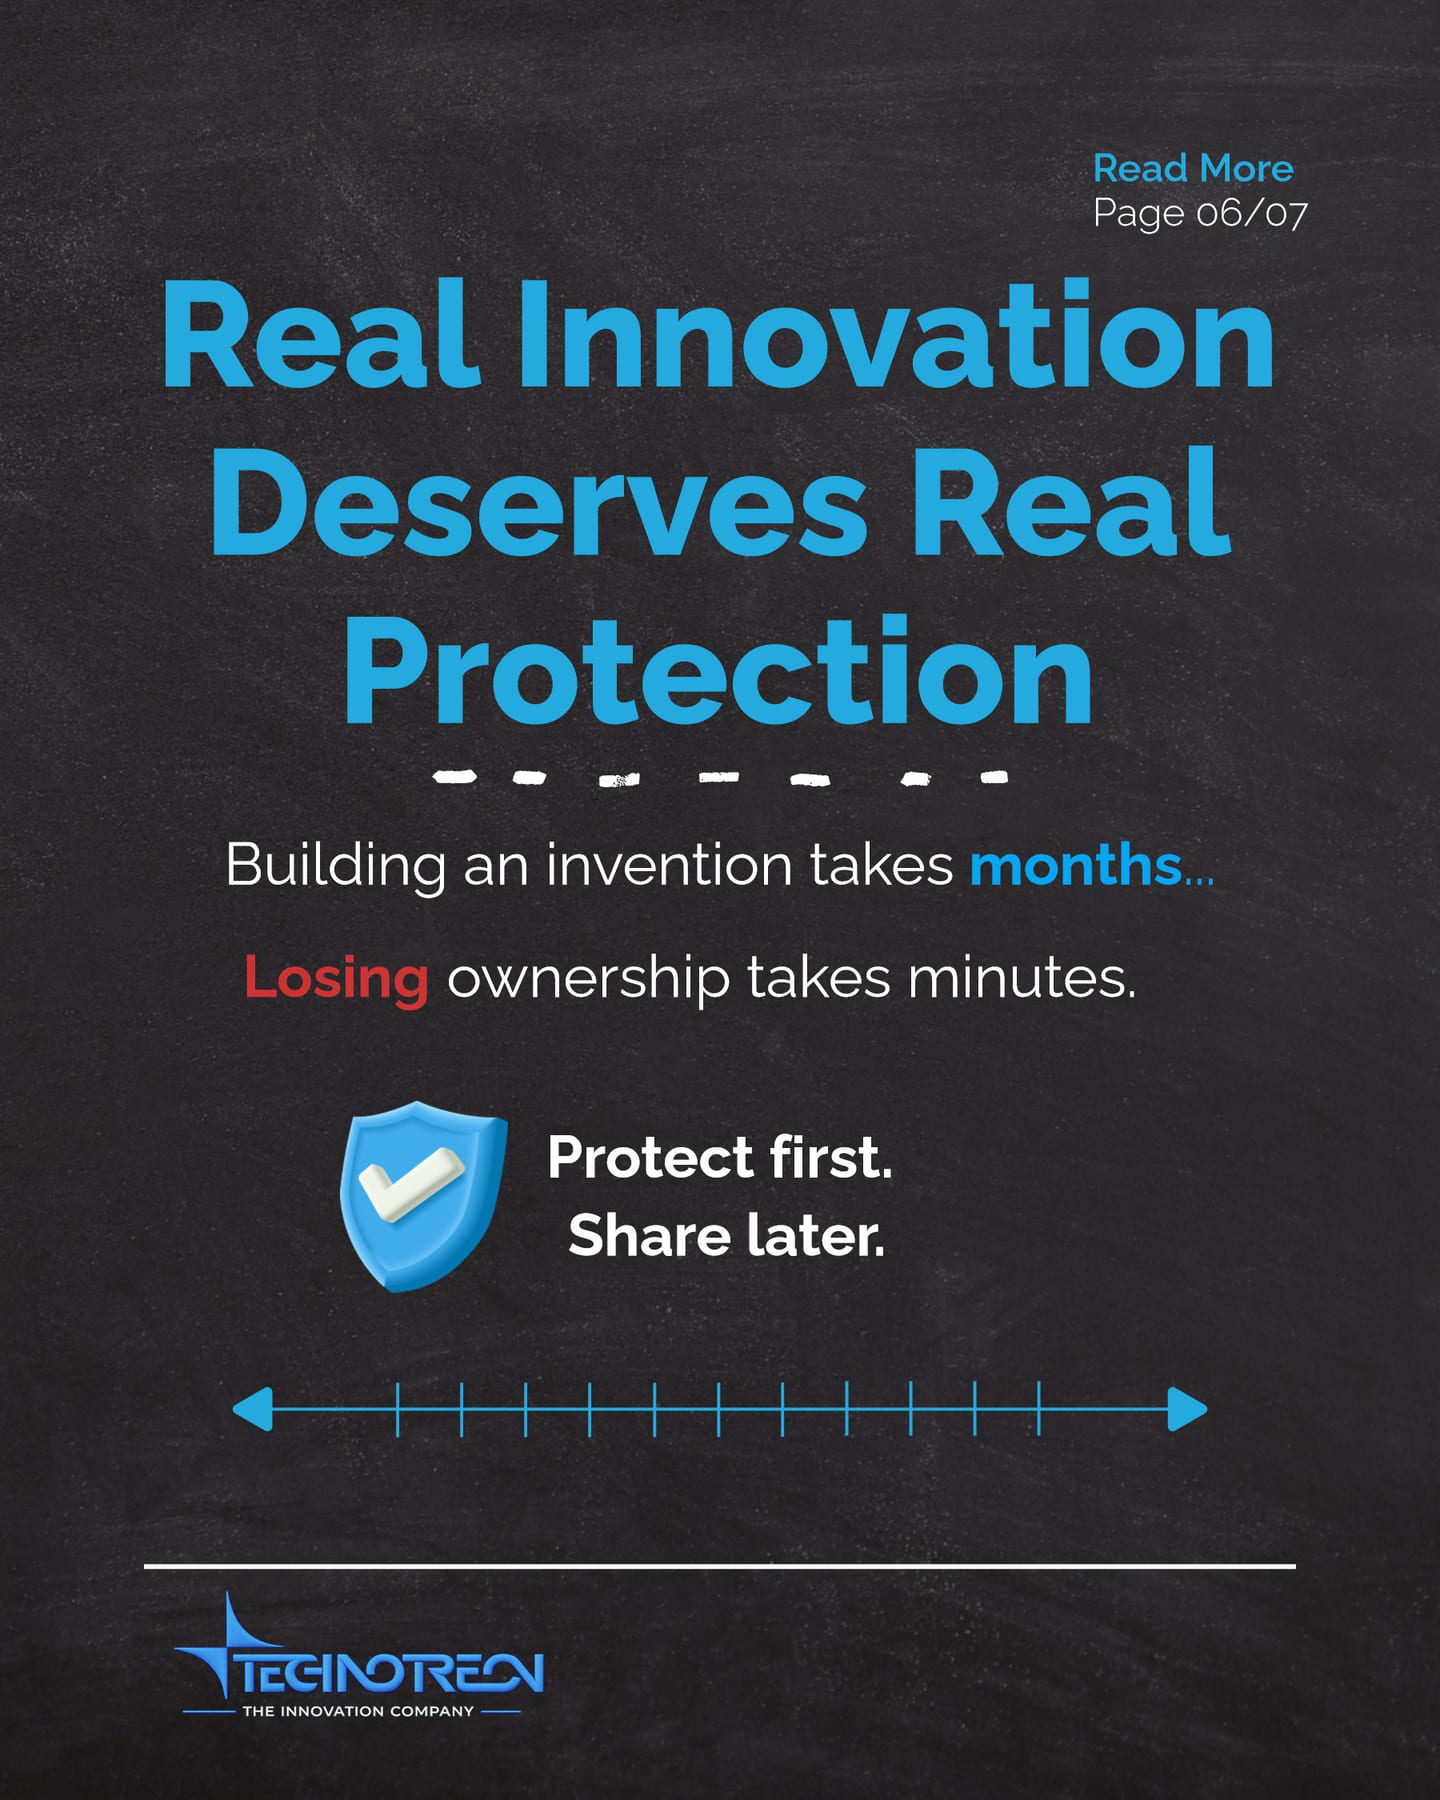 Read More
Page 06/07
Real Innovation
Deserves Real
Protection
Building an invention takes months...
Losing ownership takes minutes.
Protect first.
Share later.
TECHNOTREON
THE INNOVATION COMPANY